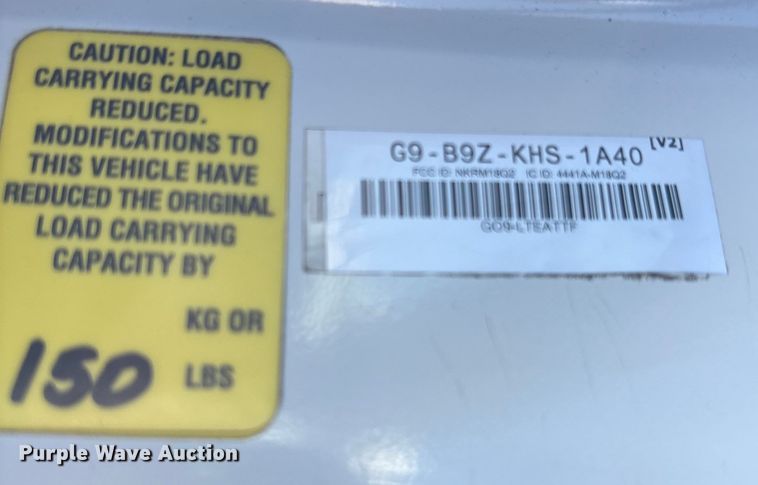 CAUTION: LOAD
CARRYING CAPACITY
REDUCED.
MODIFICATIONS TO
THIS VEHICLE HAVE
REDUCED THE ORIGINAL
LOAD CARRYING
CAPACITY BY
KG OR
150 LBS
[V2]
G9-B9Z-KHS-1A40
FCC ID: NKRM18Q2 IC ID: 4441A-M18Q2
GO9-LTEATTF
Purple Wave Auction